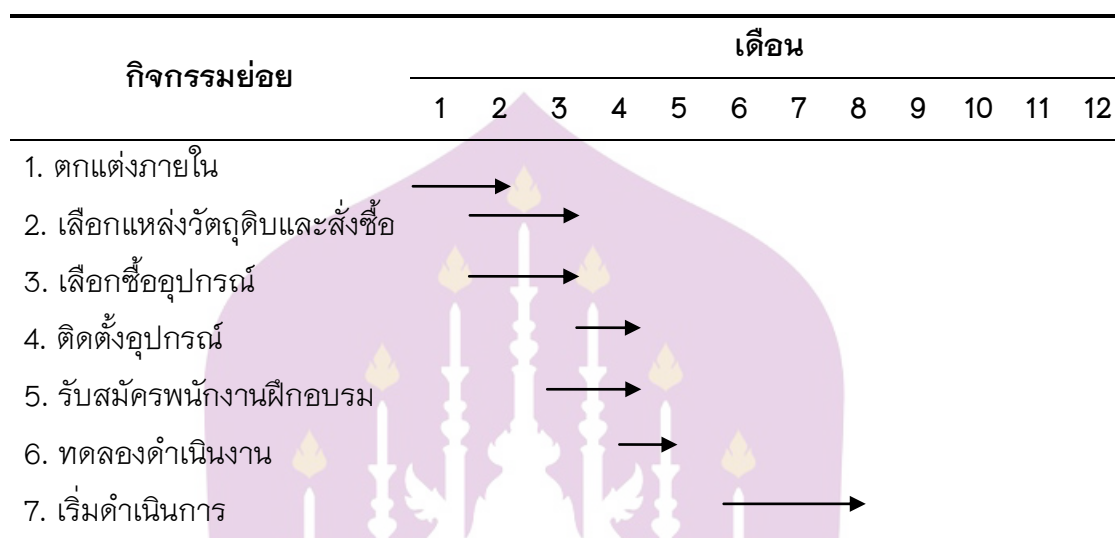 เดือน
กิจกรรมย่อย
1 2 3 4 5 6 7 8 9 10 11 12
1. ตกแต่งภายใน
2. เลือกแหล่งวัตถุดิบและสั่งซื้อ
3. เลือกซื้ออุปกรณ์
4. ติดตั้งอุปกรณ์
5. รับสมัครพนักงานฝึกอบรม
6. ทดลองดำเนินงาน
7. เริ่มดำเนินการ